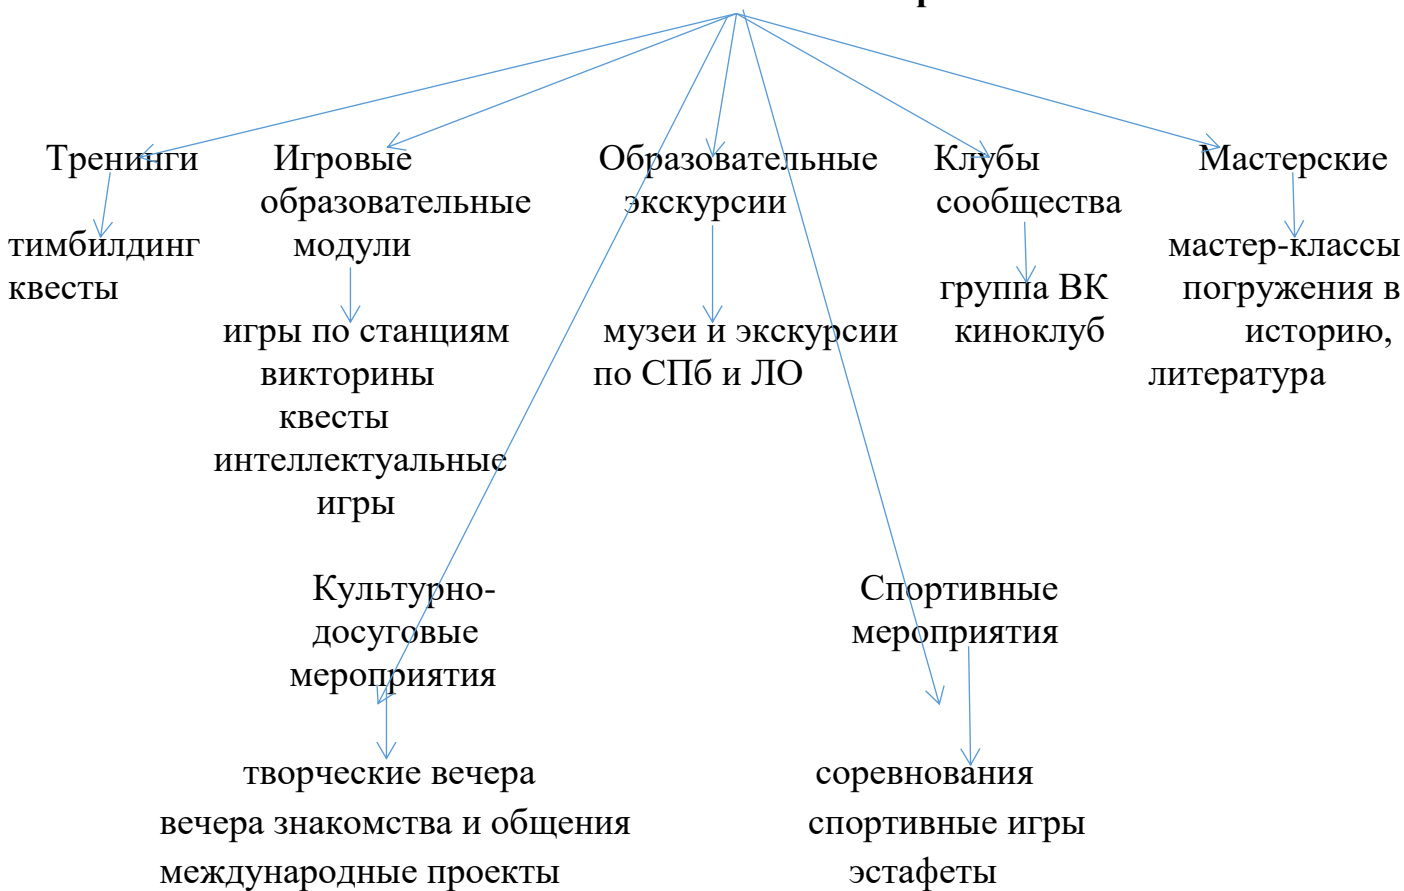 Тренинги
тимбилдинг
квесты
Игровые
образовательные
модули
игры по станциям
викторины
квесты
интеллектуальные
игры
Образовательные
экскурсии
музеи и экскурсии
по СПб и ЛО
Клубы
сообщества
группа ВК
киноклуб
Мастерские
мастер-классы
погружения в
историю,
литература
Культурно-
досуговые
мероприятия
творческие вечера
вечера знакомства и общения
международные проекты
Спортивные
мероприятия
соревнования
спортивные игры
эстафеты